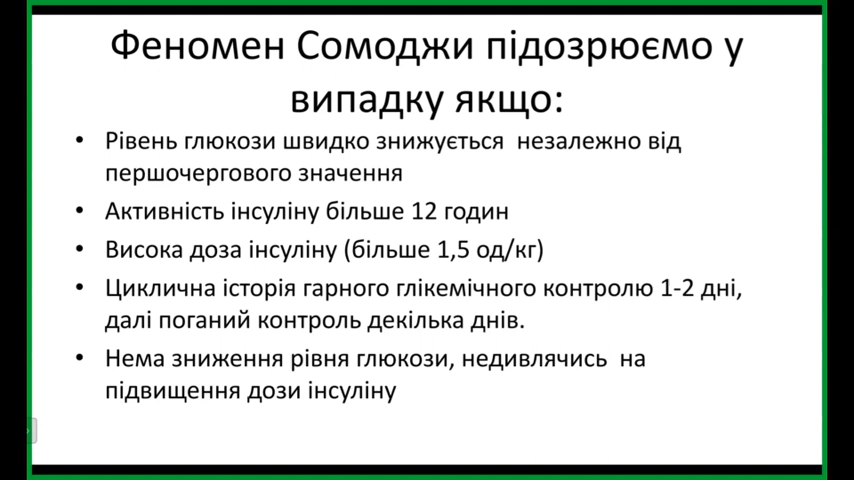 Феномен Сомоджи підозрюємо у
випадку якщо:
• Рівень глюкози швидко знижується незалежно від
першочергового значення
• Активність інсуліну більше 12 годин
• Висока доза інсуліну (більше 1,5 од/кг)
• Циклична історія гарного глікемічного контролю 1-2 дні,
далі поганий контроль декілька днів.
• Нема зниження рівня глюкози, недивлячись на
підвищення дози інсуліну